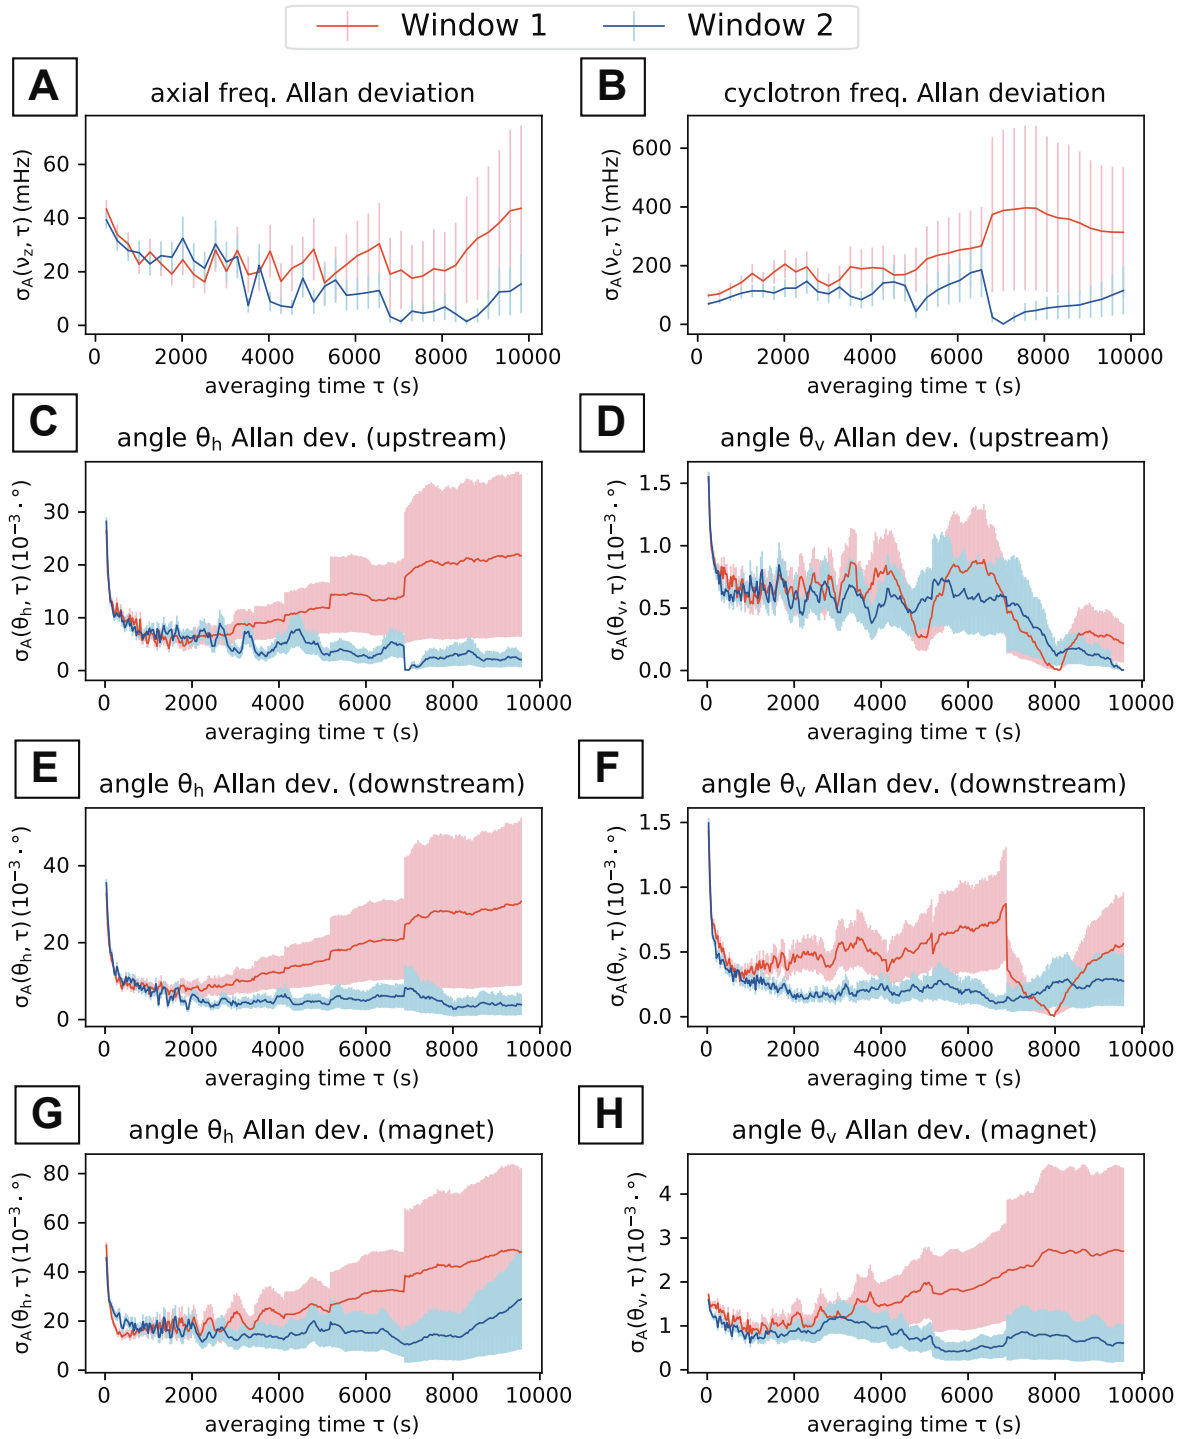 Window 1 Window 2
A axial freq. Allan deviation
B cyclotron freq. Allan deviation
σA(νz, τ) (mHz)
60
40
20
0
0 2000 4000 6000 8000 10000
averaging time τ (s)
σA(νc, τ) (mHz)
600
400
200
0
0 2000 4000 6000 8000 10000
averaging time τ (s)
C angle θh Allan dev. (upstream)
D angle θv Allan dev. (upstream)
σA(θh, τ) (10⁻³·°)
30
20
10
0
0 2000 4000 6000 8000 10000
averaging time τ (s)
σA(θv, τ) (10⁻³·°)
1.5
1.0
0.5
0.0
0 2000 4000 6000 8000 10000
averaging time τ (s)
E angle θh Allan dev. (downstream)
F angle θv Allan dev. (downstream)
σA(θh, τ) (10⁻³·°)
40
20
0
0 2000 4000 6000 8000 10000
averaging time τ (s)
σA(θv, τ) (10⁻³·°)
1.5
1.0
0.5
0.0
0 2000 4000 6000 8000 10000
averaging time τ (s)
G angle θh Allan dev. (magnet)
H angle θv Allan dev. (magnet)
σA(θh, τ) (10⁻³·°)
80
60
40
20
0
0 2000 4000 6000 8000 10000
averaging time τ (s)
σA(θv, τ) (10⁻³·°)
4
3
2
1
0
0 2000 4000 6000 8000 10000
averaging time τ (s)